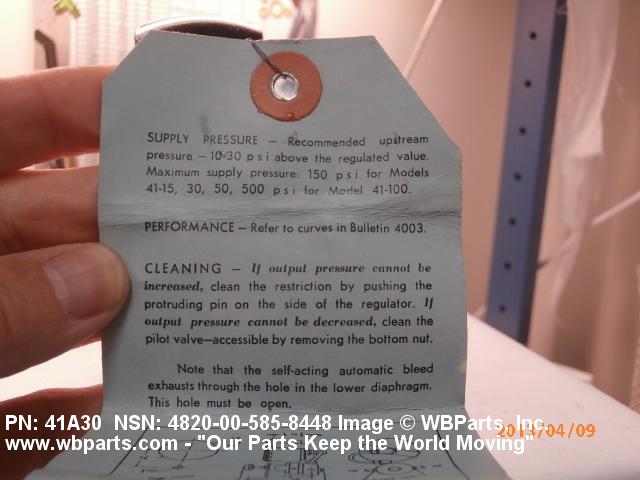 SUPPLY PRESSURE — Recommended upstream
pressure — 10-30 psi above the regulated value.
Maximum supply pressure: 150 psi for Models
41-15, 30, 50, 500 psi for Model 41-100.
PERFORMANCE — Refer to curves in Bulletin 4003.
CLEANING — If output pressure cannot be
increased, clean the restriction by pushing the
protruding pin on the side of the regulator. If
output pressure cannot be decreased, clean the
pilot valve—accessible by removing the bottom nut.
Note that the self-acting automatic bleed
exhausts through the hole in the lower diaphragm.
This hole must be open.
PN: 41A30 NSN: 4820-00-585-8448 Image © WBParts, Inc.
www.wbparts.com - "Our Parts Keep the World Moving"
2013/04/09